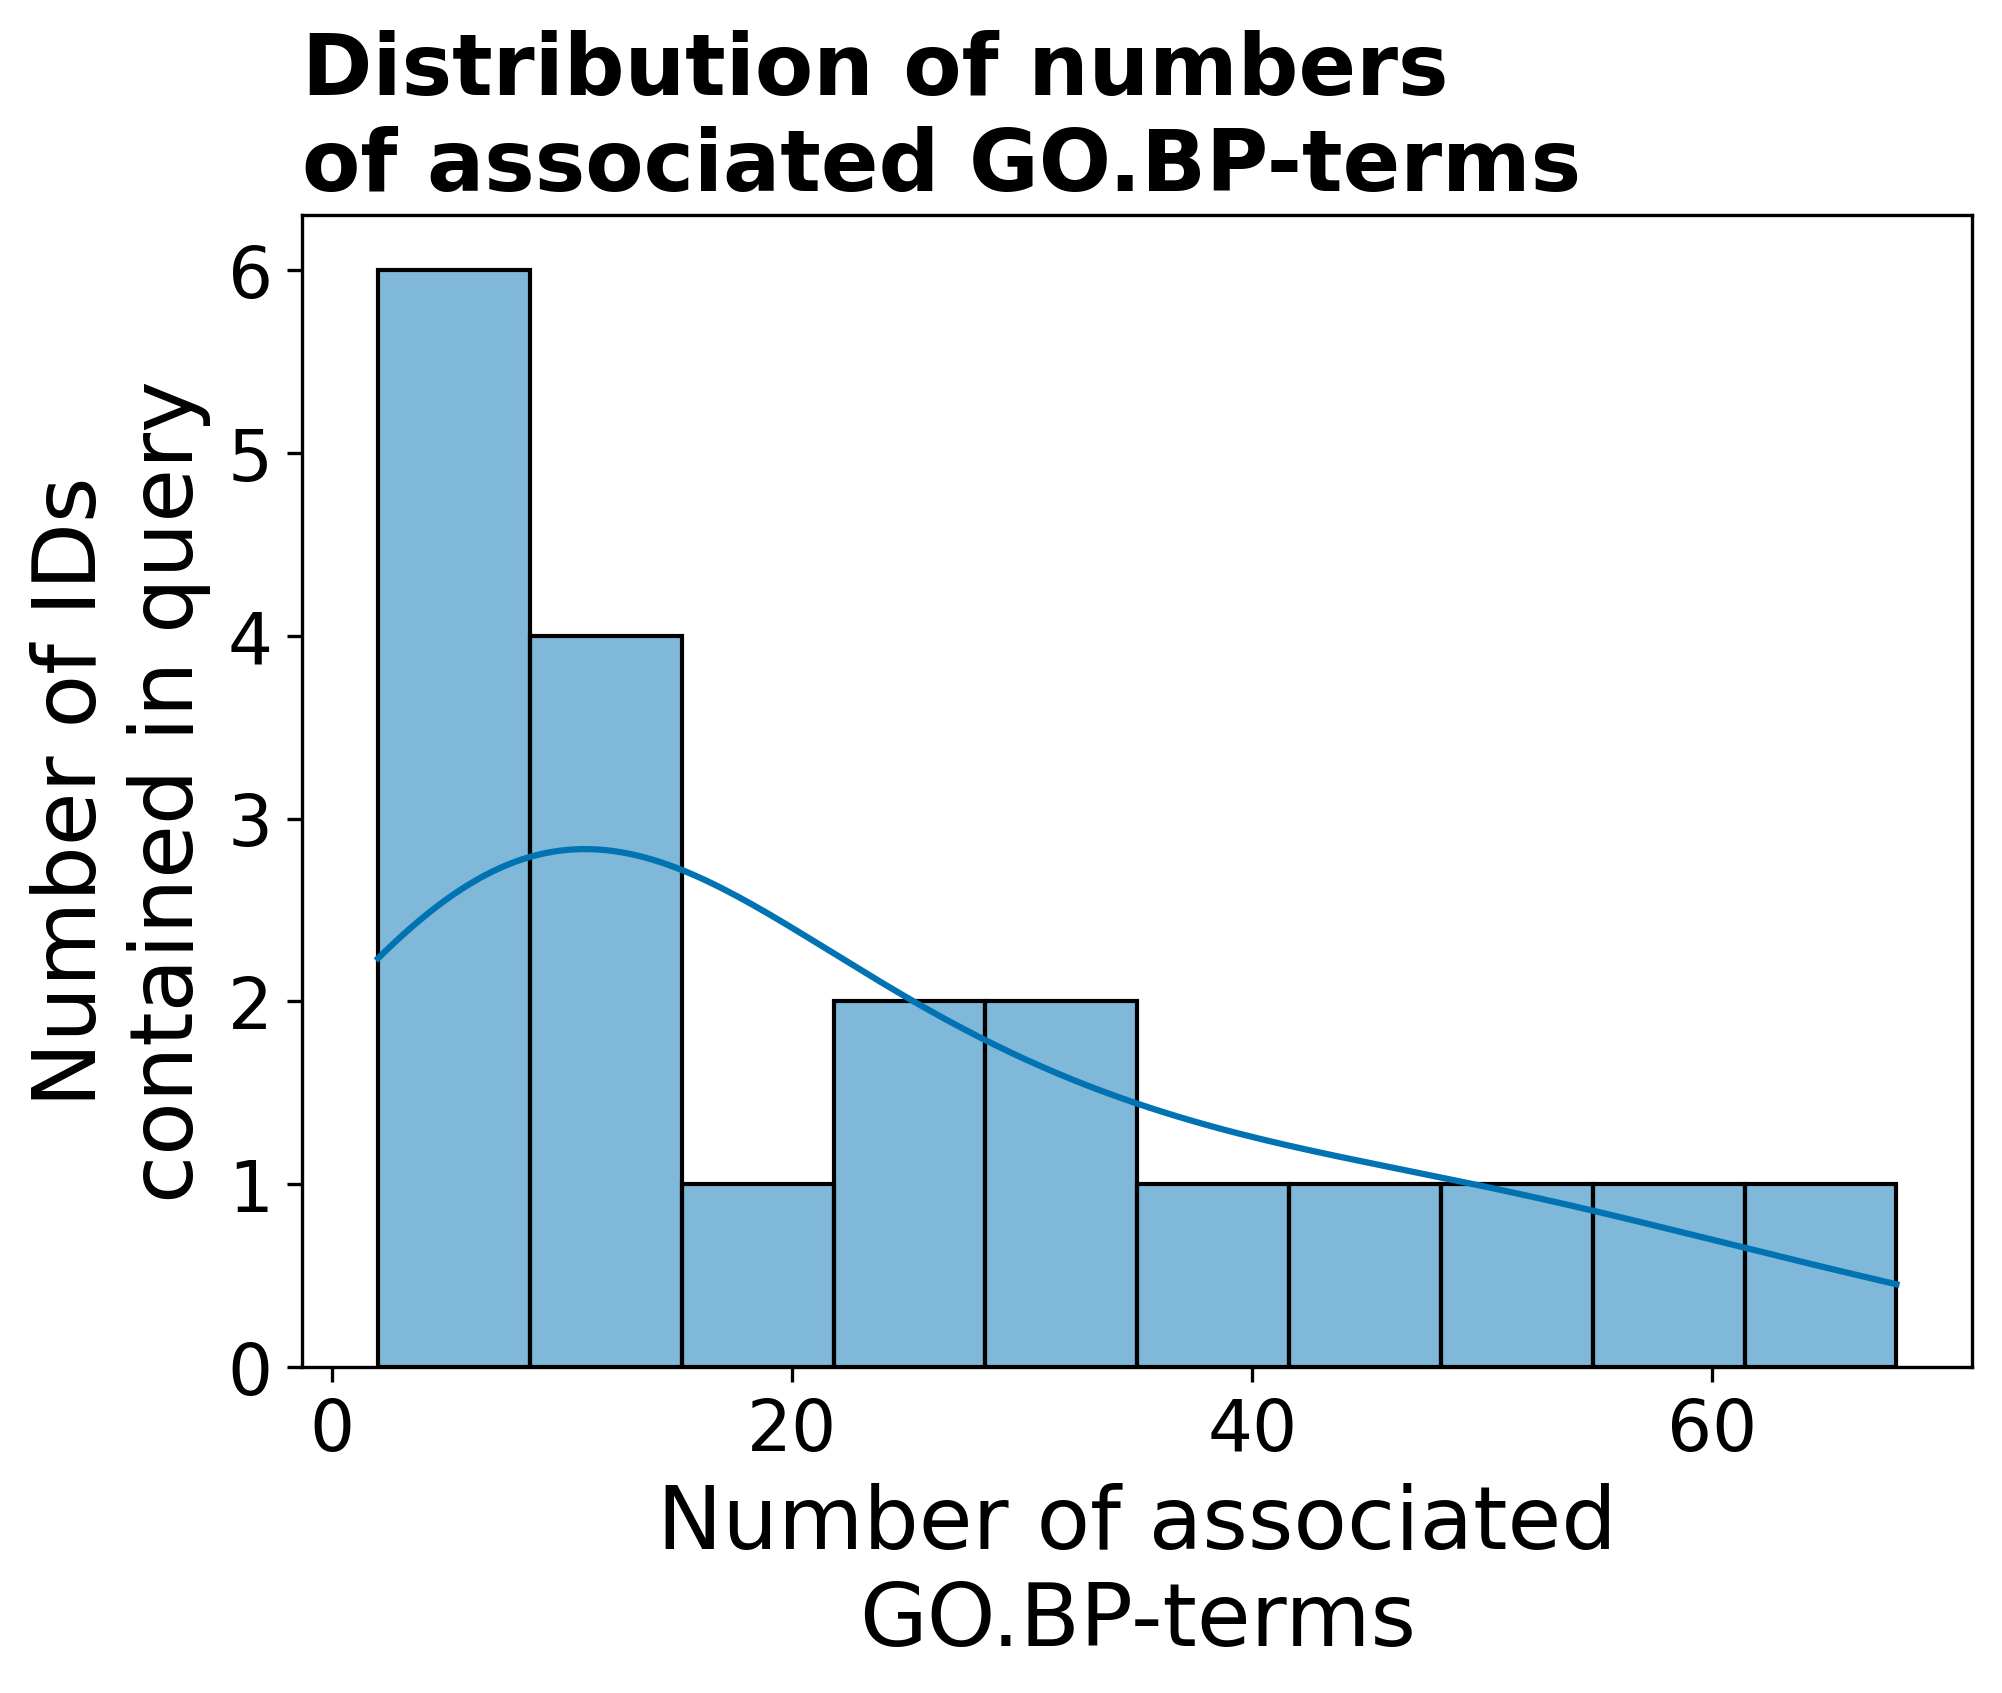 Distribution of numbers
of associated GO.BP-terms
Number of IDs
contained in query
6
5
4
3
2
1
0
0 20 40 60
Number of associated
GO.BP-terms